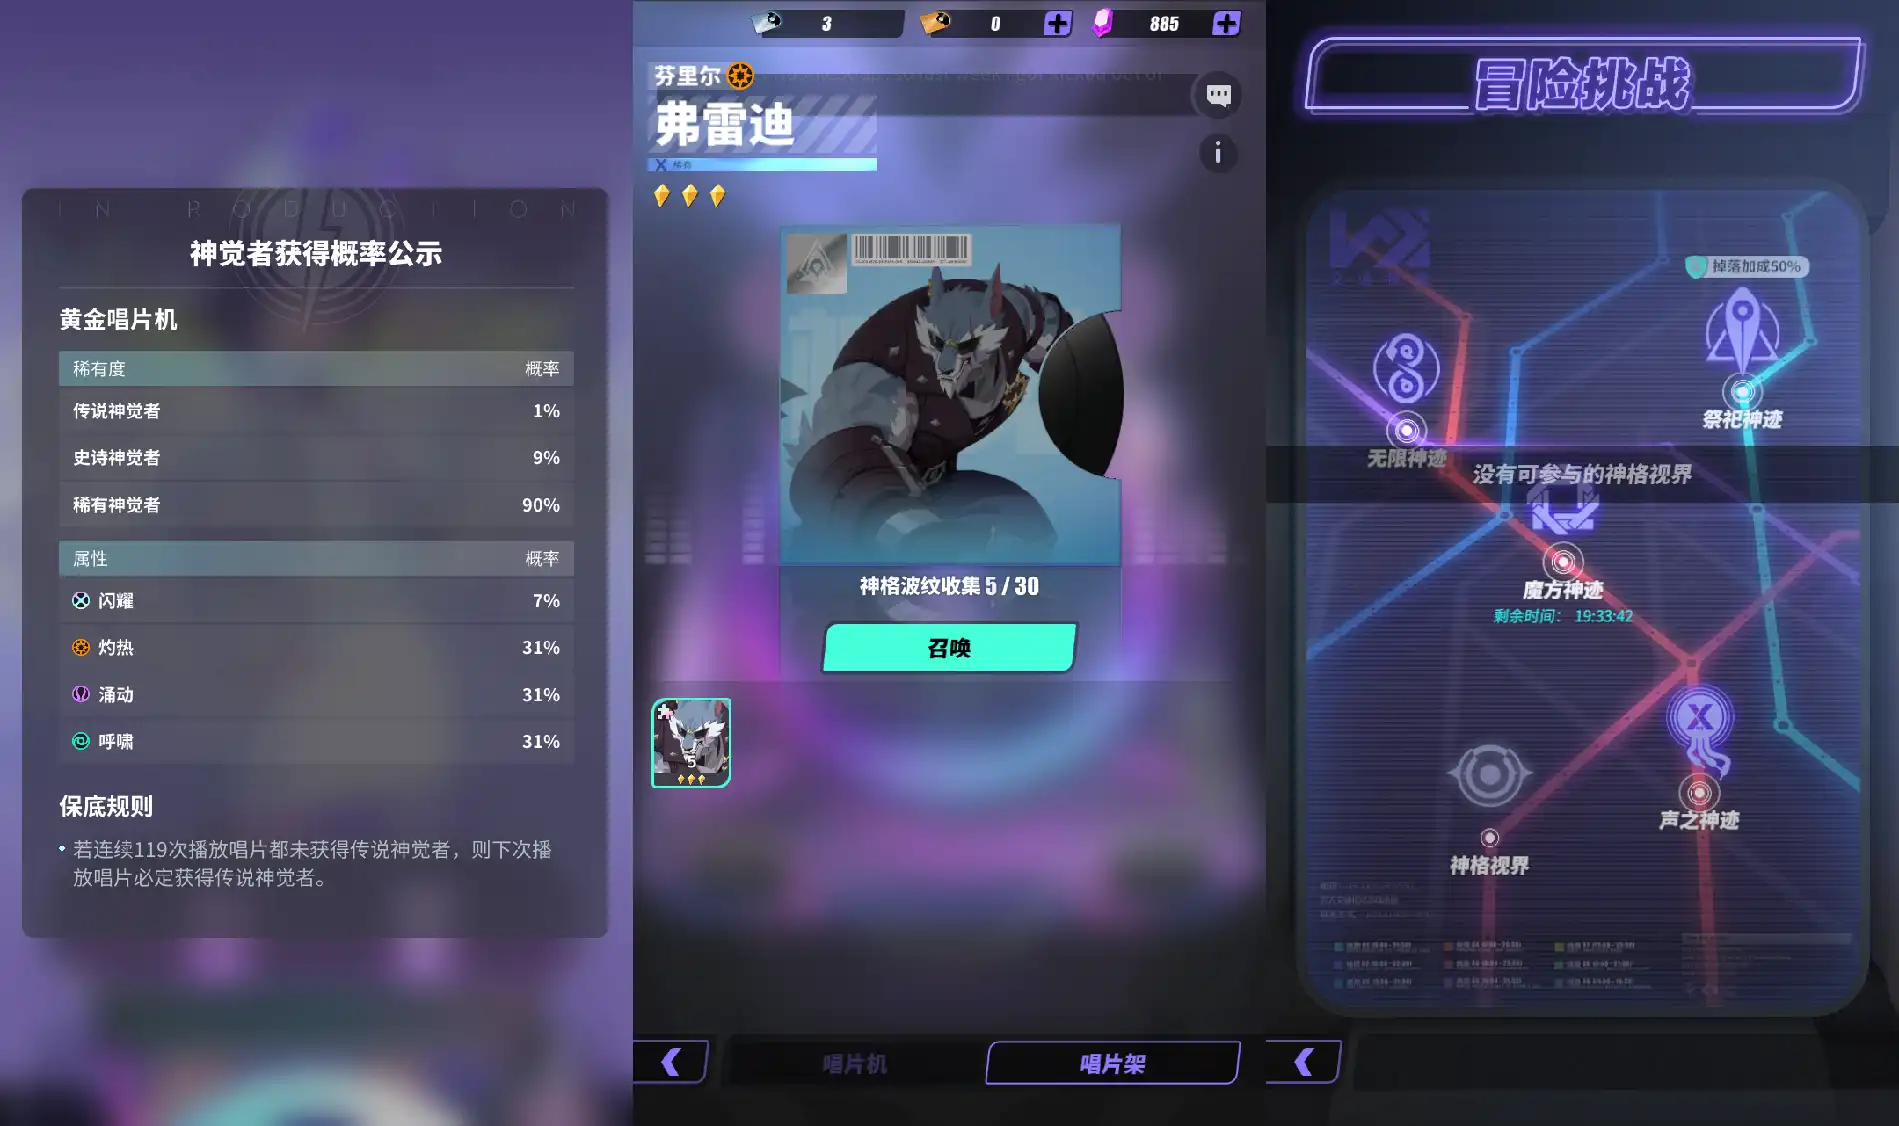 INTRODUCTION
神觉者获得概率公示
黄金唱片机
稀有度 概率
传说神觉者 1%
史诗神觉者 9%
稀有神觉者 90%
属性 概率
闪耀 7%
灼热 31%
涌动 31%
呼啸 31%
保底规则
若连续119次播放唱片都未获得传说神觉者，则下次播
放唱片必定获得传说神觉者。
3
0
885
芬里尔
弗雷迪
X 稀有
神格波纹收集 5 / 30
召唤
5
唱片机
唱片架
冒险挑战
掉落加成50%
祭祀神迹
无限神迹
没有可参与的神格视界
魔方神迹
剩余时间： 19:33:42
声之神迹
神格视界